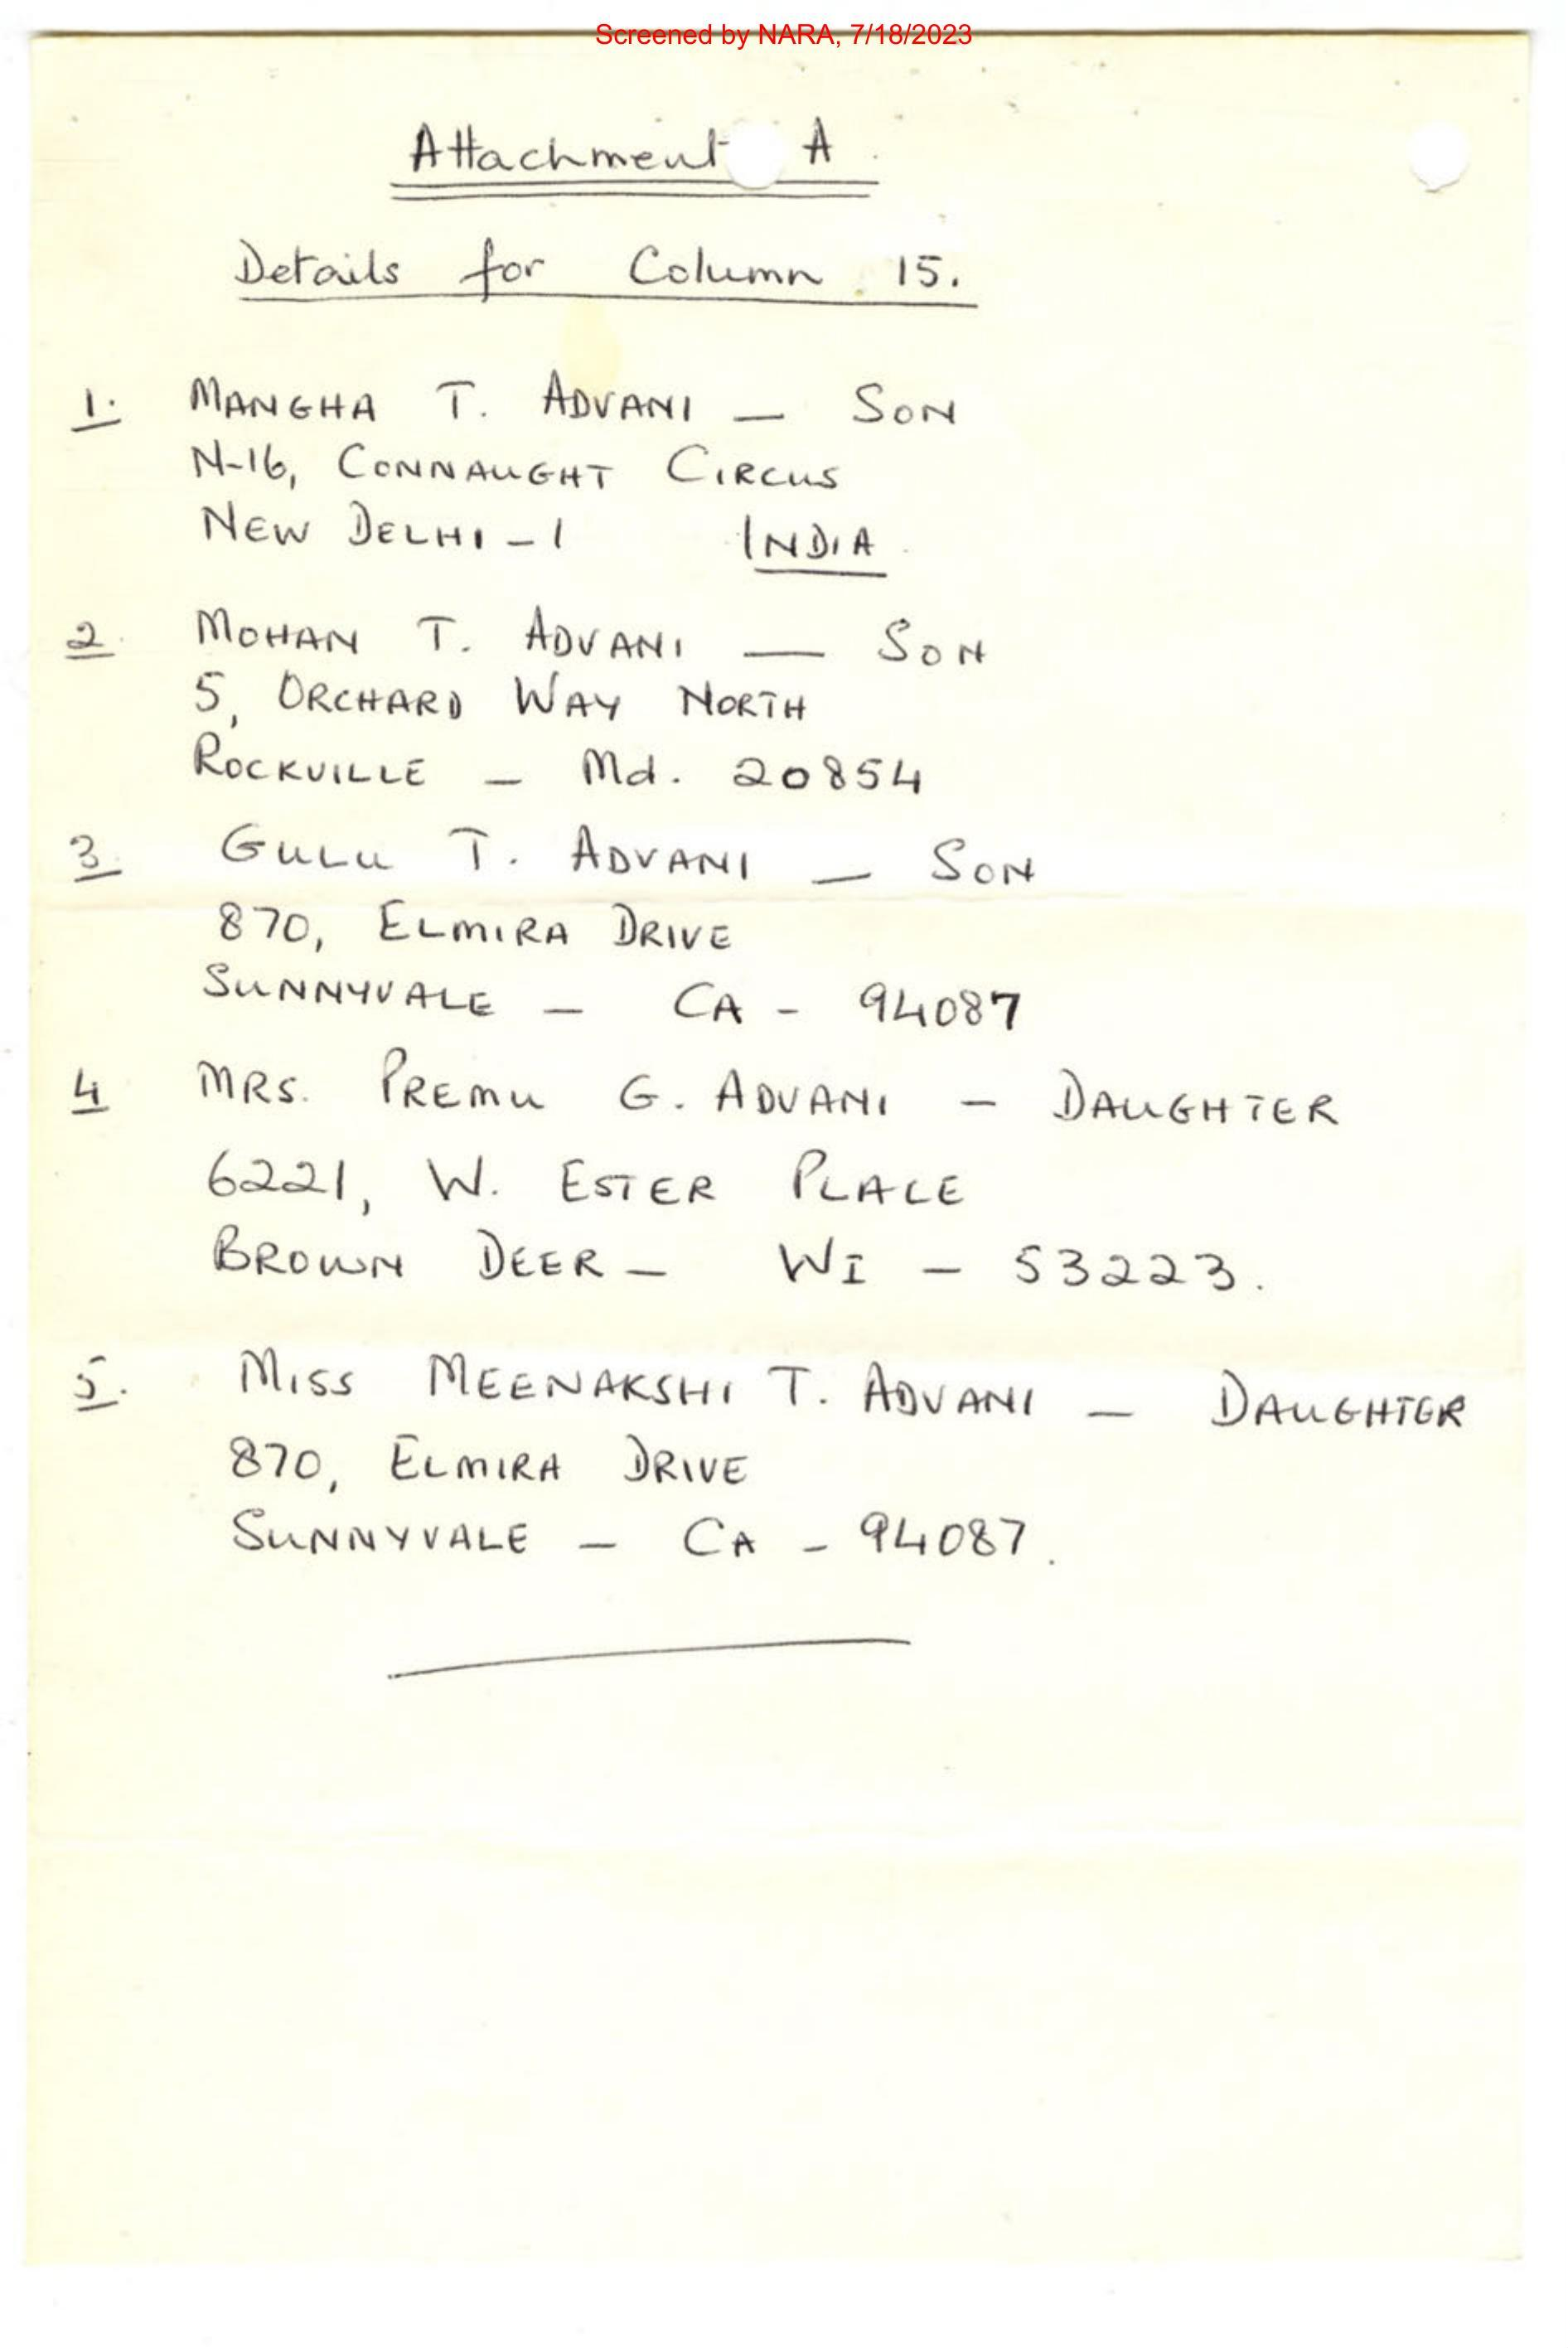 Screened by NARA, 7/18/2023
Attachment A
Details for Column 15.
1. MANGHA T. ADVANI — SON
N-16, CONNAUGHT CIRCUS
NEW DELHI - 1 INDIA
2. MOHAN T. ADVANI — SON
5, ORCHARD WAY NORTH
ROCKVILLE — Md. 20854
3. GULU T. ADVANI — SON
870, ELMIRA DRIVE
SUNNYVALE — CA - 94087
4 MRS. PREMU G. ADVANI — DAUGHTER
6221, W. ESTER PLACE
BROWN DEER — WI — 53223.
5. MISS MEENAKSHI T. ADVANI — DAUGHTER
870, ELMIRA DRIVE
SUNNYVALE — CA - 94087.